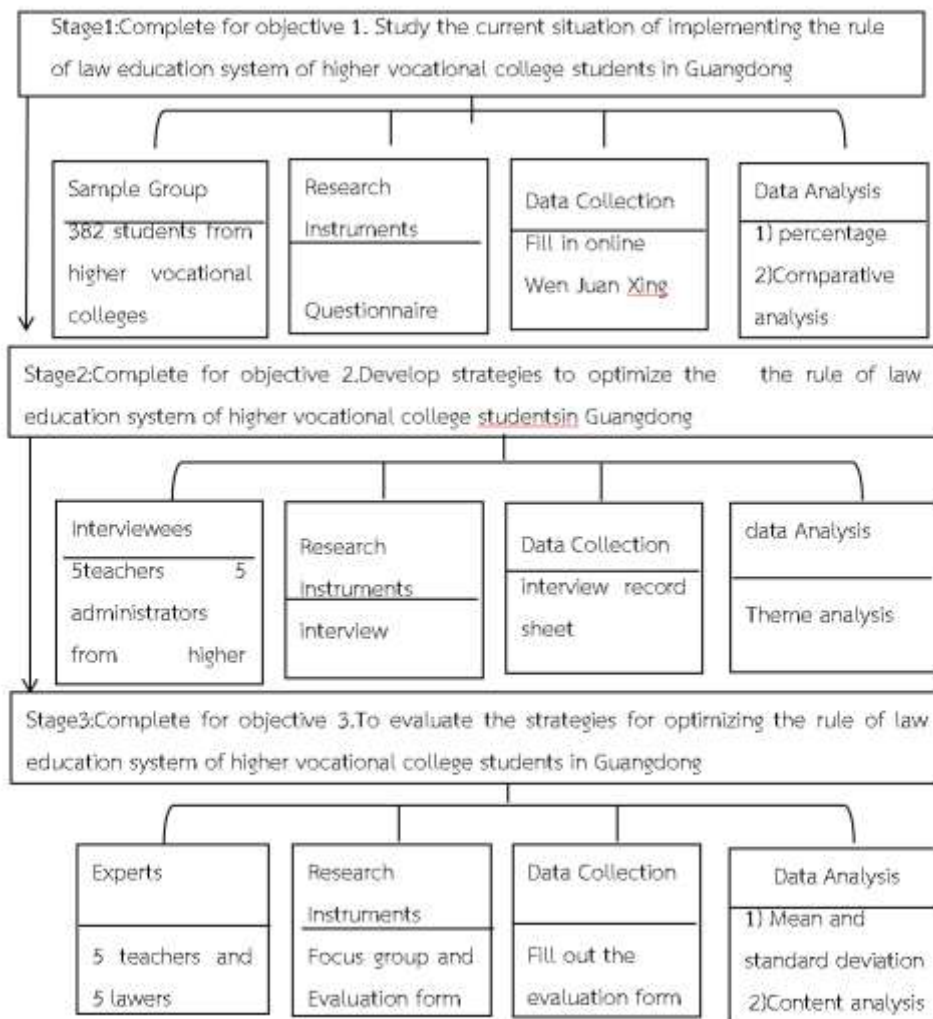 Stage1:Complete for objective 1. Study the current situation of implementing the rule
of law education system of higher vocational college students in Guangdong
Sample Group
382 students from
higher vocational
colleges
Research
Instruments
Questionnaire
Data Collection
Fill in online
Wen Juan Xing
Data Analysis
1) percentage
2)Comparative
analysis
Stage2:Complete for objective 2.Develop strategies to optimize the the rule of law
education system of higher vocational college studentsin Guangdong
Interviewees
5teachers 5
administrators
from higher
Research
Instruments
interview
Data Collection
interview record
sheet
data Analysis
Theme analysis
Stage3:Complete for objective 3.To evaluate the strategies for optimizing the rule of law
education system of higher vocational college students in Guangdong
Experts
5 teachers and
5 lawers
Research
Instruments
Focus group and
Evaluation form
Data Collection
Fill out the
evaluation form
Data Analysis
1) Mean and
standard deviation
2)Content analysis